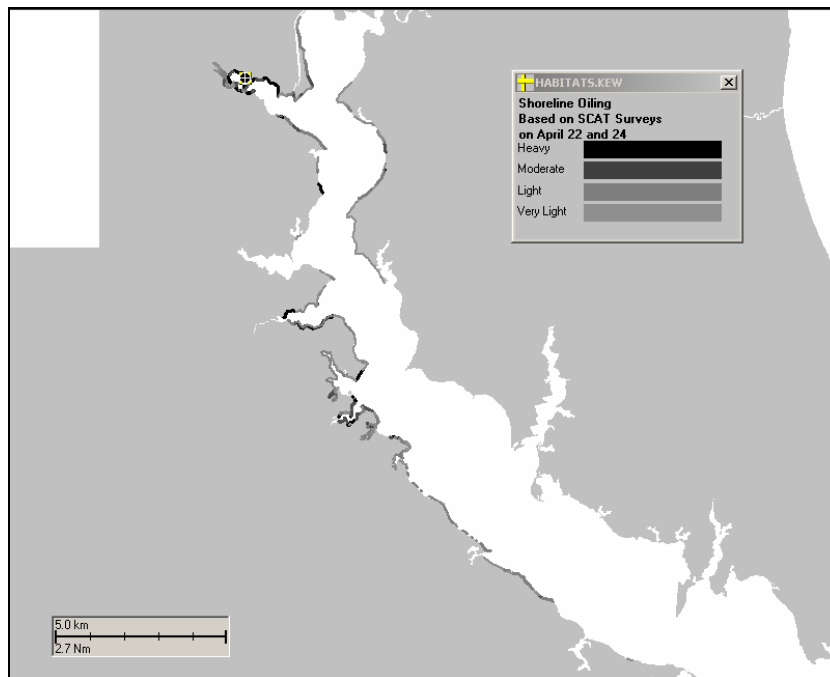 HABITATS.KEW
Shoreline Oiling
Based on SCAT Surveys
on April 22 and 24
Heavy
Moderate
Light
Very Light
5.0 km
2.7 Nm